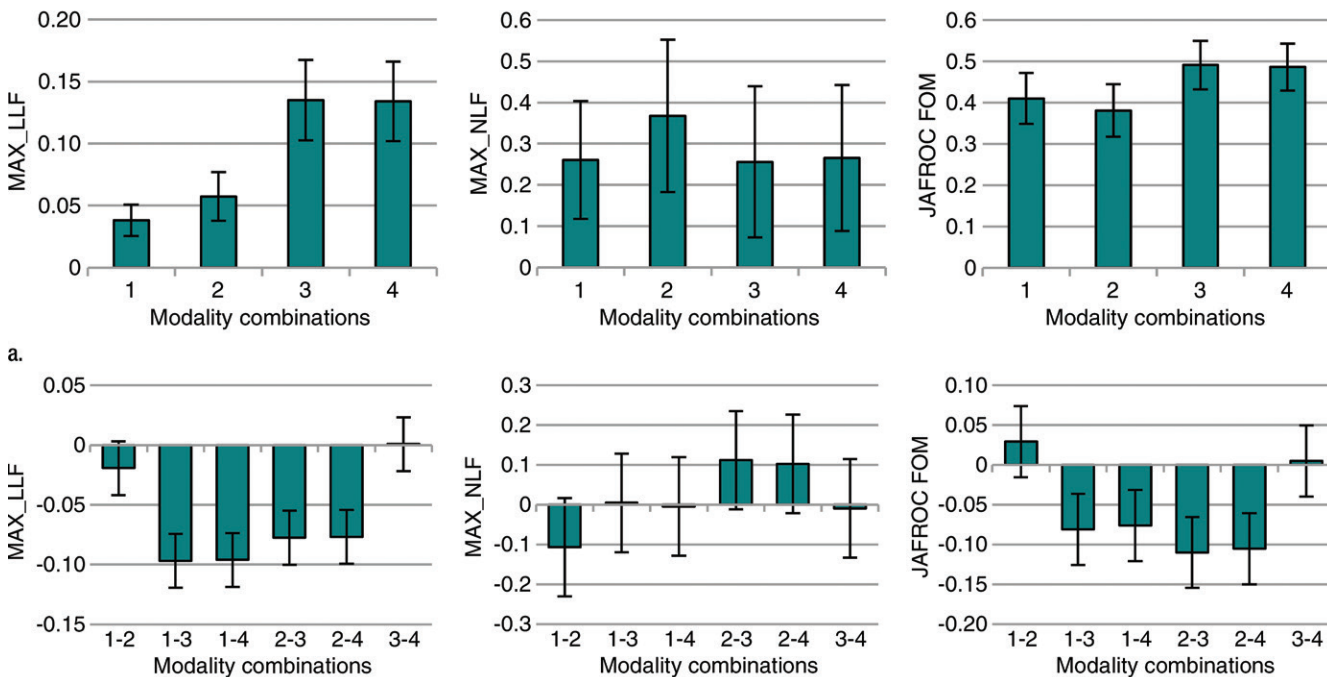 MAX_LLF
0.20
0.15
0.10
0.05
0
1 2 3 4
Modality combinations
MAX_NLF
0.6
0.5
0.4
0.3
0.2
0.1
0
1 2 3 4
Modality combinations
JAFROC FOM
0.6
0.5
0.4
0.3
0.2
0.1
0
1 2 3 4
Modality combinations
a.
MAX_LLF
0.05
0
-0.05
-0.10
-0.15
1-2 1-3 1-4 2-3 2-4 3-4
Modality combinations
MAX_NLF
0.3
0.2
0.1
0
-0.1
-0.2
-0.3
1-2 1-3 1-4 2-3 2-4 3-4
Modality combinations
JAFROC FOM
0.10
0.05
0
-0.05
-0.10
-0.15
-0.20
1-2 1-3 1-4 2-3 2-4 3-4
Modality combinations